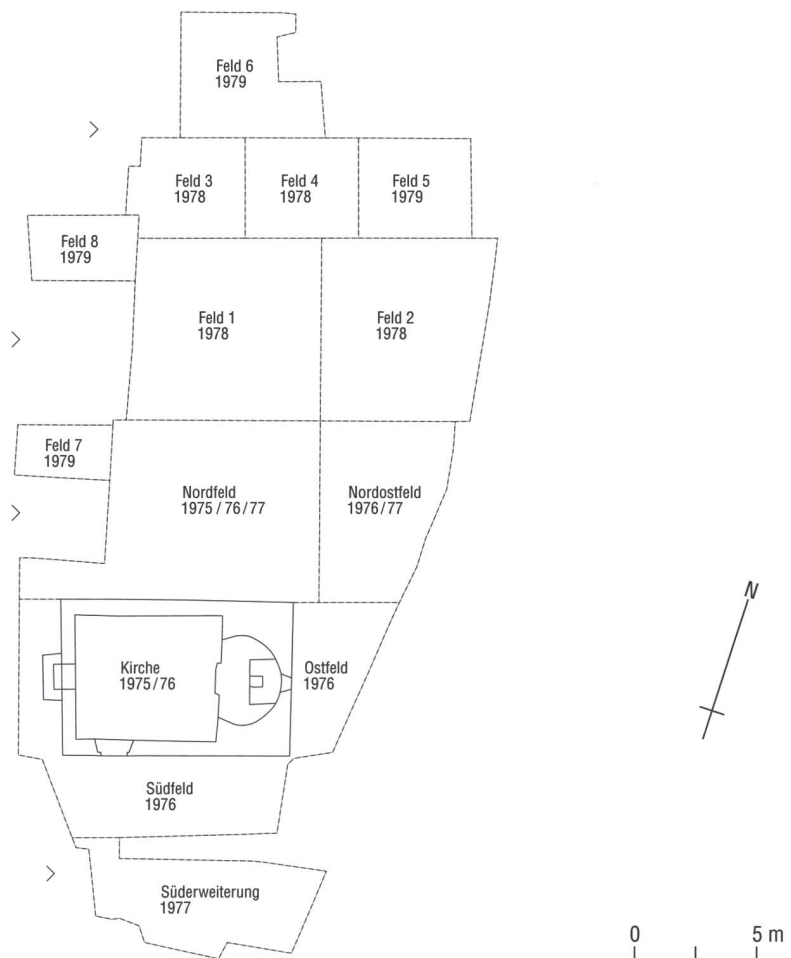 Feld 6
1979
Feld 3
1978
Feld 4
1978
Feld 5
1979
Feld 8
1979
Feld 1
1978
Feld 2
1978
Feld 7
1979
Nordfeld
1975 / 76 / 77
Nordostfeld
1976 / 77
N
Kirche
1975 / 76
Ostfeld
1976
Südfeld
1976
Süderweiterung
1977
0 5 m